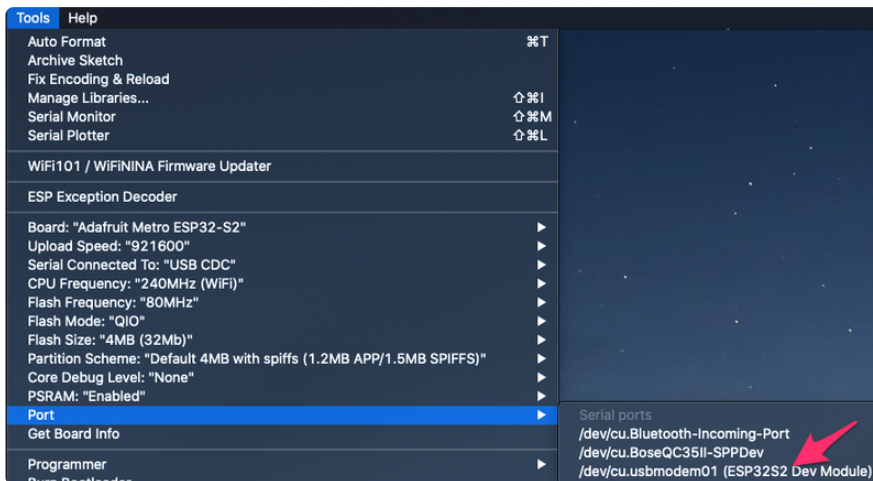 Tools Help
Auto Format ⌘T
Archive Sketch
Fix Encoding & Reload
Manage Libraries... ⇧⌘I
Serial Monitor ⇧⌘M
Serial Plotter ⇧⌘L
WiFi101 / WiFiNINA Firmware Updater
ESP Exception Decoder
Board: "Adafruit Metro ESP32-S2"
Upload Speed: "921600"
Serial Connected To: "USB CDC"
CPU Frequency: "240MHz (WiFi)"
Flash Frequency: "80MHz"
Flash Mode: "QIO"
Flash Size: "4MB (32Mb)"
Partition Scheme: "Default 4MB with spiffs (1.2MB APP/1.5MB SPIFFS)"
Core Debug Level: "None"
PSRAM: "Enabled"
Port
Get Board Info
Programmer
Burn Bootloader
Serial ports
/dev/cu.Bluetooth-Incoming-Port
/dev/cu.BoseQC35II-SPPDev
/dev/cu.usbmodem01 (ESP32S2 Dev Module)